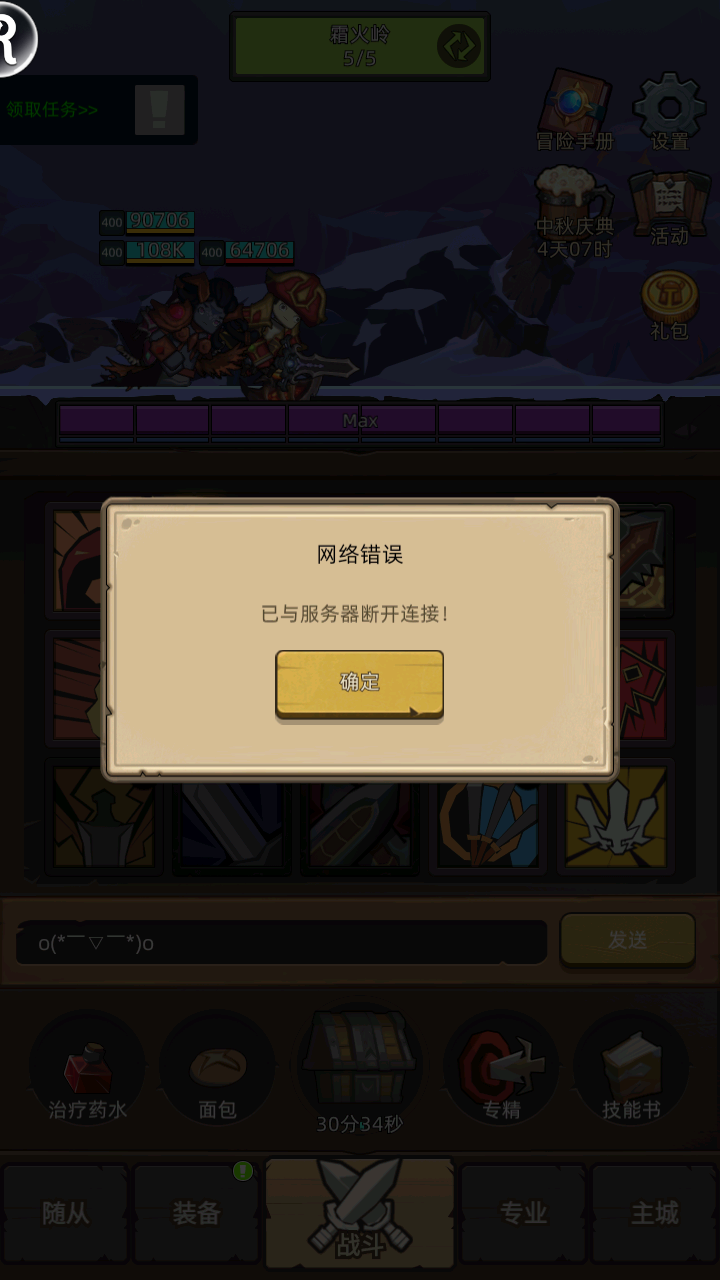 R
霜火岭
5/5
领取任务>>
冒险手册
设置
中秋庆典
4天07时
活动
礼包
400 90706
400 108K
400 64706
Max
网络错误
已与服务器断开连接!
确定
o(*￣▽￣*)o
发送
治疗药水
面包
30分34秒
专精
技能书
随从
装备
战斗
专业
主城